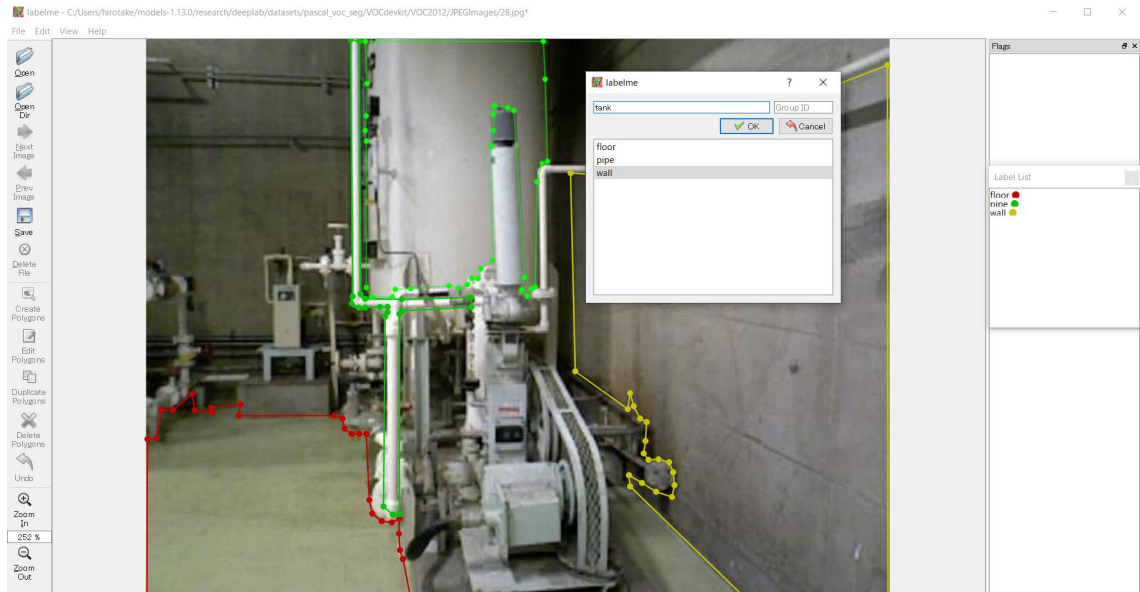 labelme - C:/Users/hirotake/models-1.13.0/research/deeplab/datasets/pascal_voc_seg/VOCdevkit/VOC2012/JPEGImages/28.jpg*
File Edit View Help
Open
Open
Dir
Next
Image
Prev
Image
Save
Delete
File
Create
Polygons
Edit
Polygons
Duplicate
Polygons
Delete
Polygons
Undo
Zoom
In
252 %
Zoom
Out
labelme ?
tank Group ID
OK Cancel
floor
pipe
wall
Flags
Label List
floor
pipe
wall